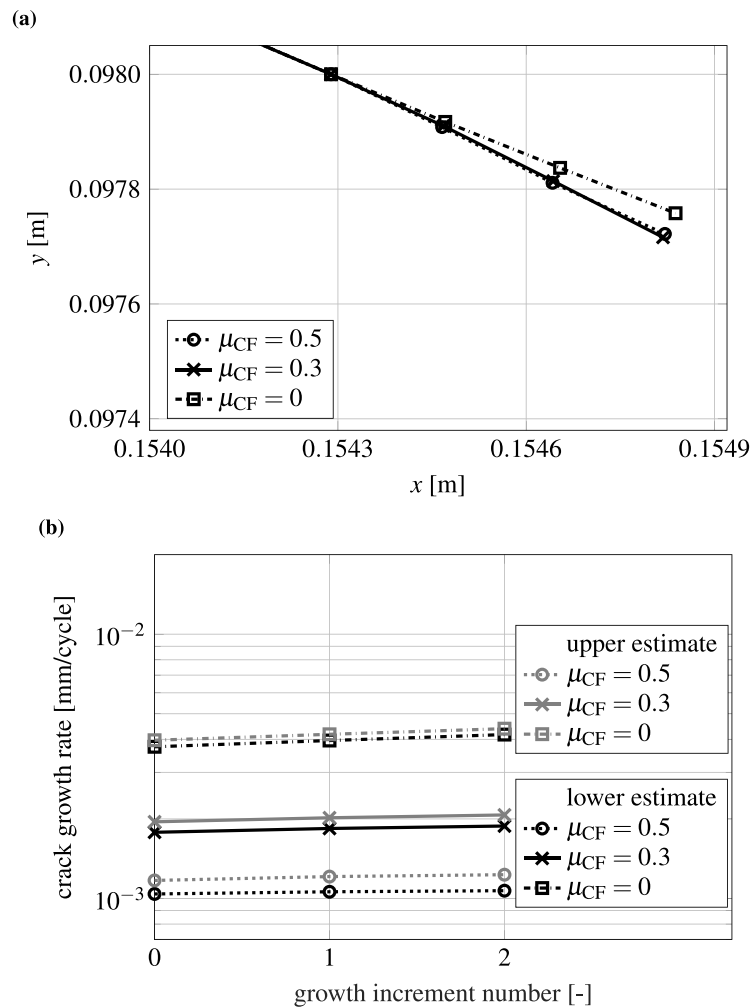 (a)
0.0980
0.0978
0.0976
0.0974
y [m]
μCF = 0.5
μCF = 0.3
μCF = 0
0.1540
0.1543
0.1546
0.1549
x [m]
(b)
10−2
10−3
crack growth rate [mm/cycle]
upper estimate
μCF = 0.5
μCF = 0.3
μCF = 0
lower estimate
μCF = 0.5
μCF = 0.3
μCF = 0
0
1
2
growth increment number [-]